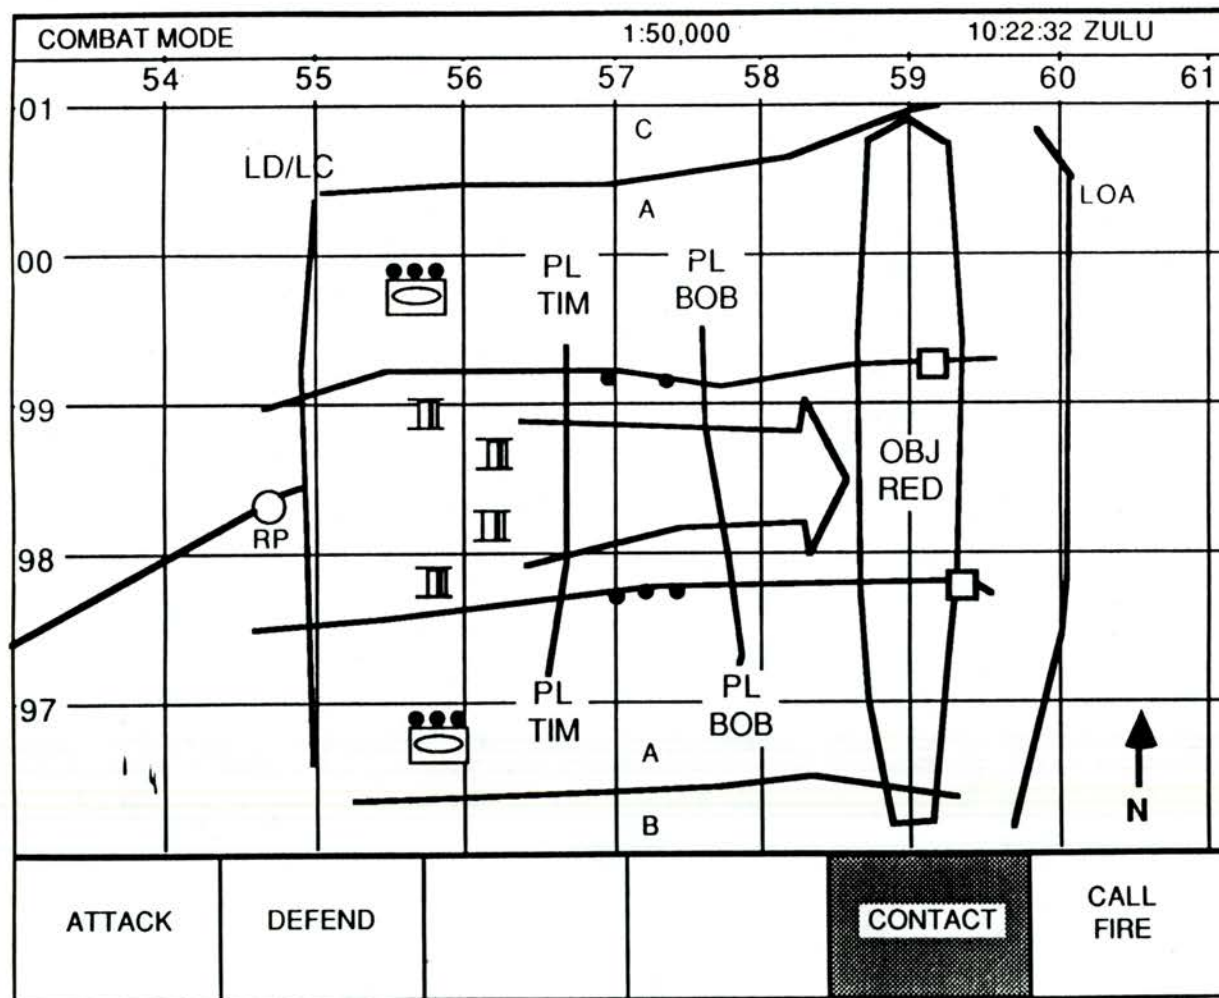 COMBAT MODE 1:50,000 10:22:32 ZULU
54 55 56 57 58 59 60 61
01
C
LD/LC
A
LOA
00
PL
TIM
PL
BOB
99
OBJ
RED
RP
98
97
PL
TIM
PL
BOB
A
B
N
ATTACK
DEFEND
CONTACT
CALL
FIRE